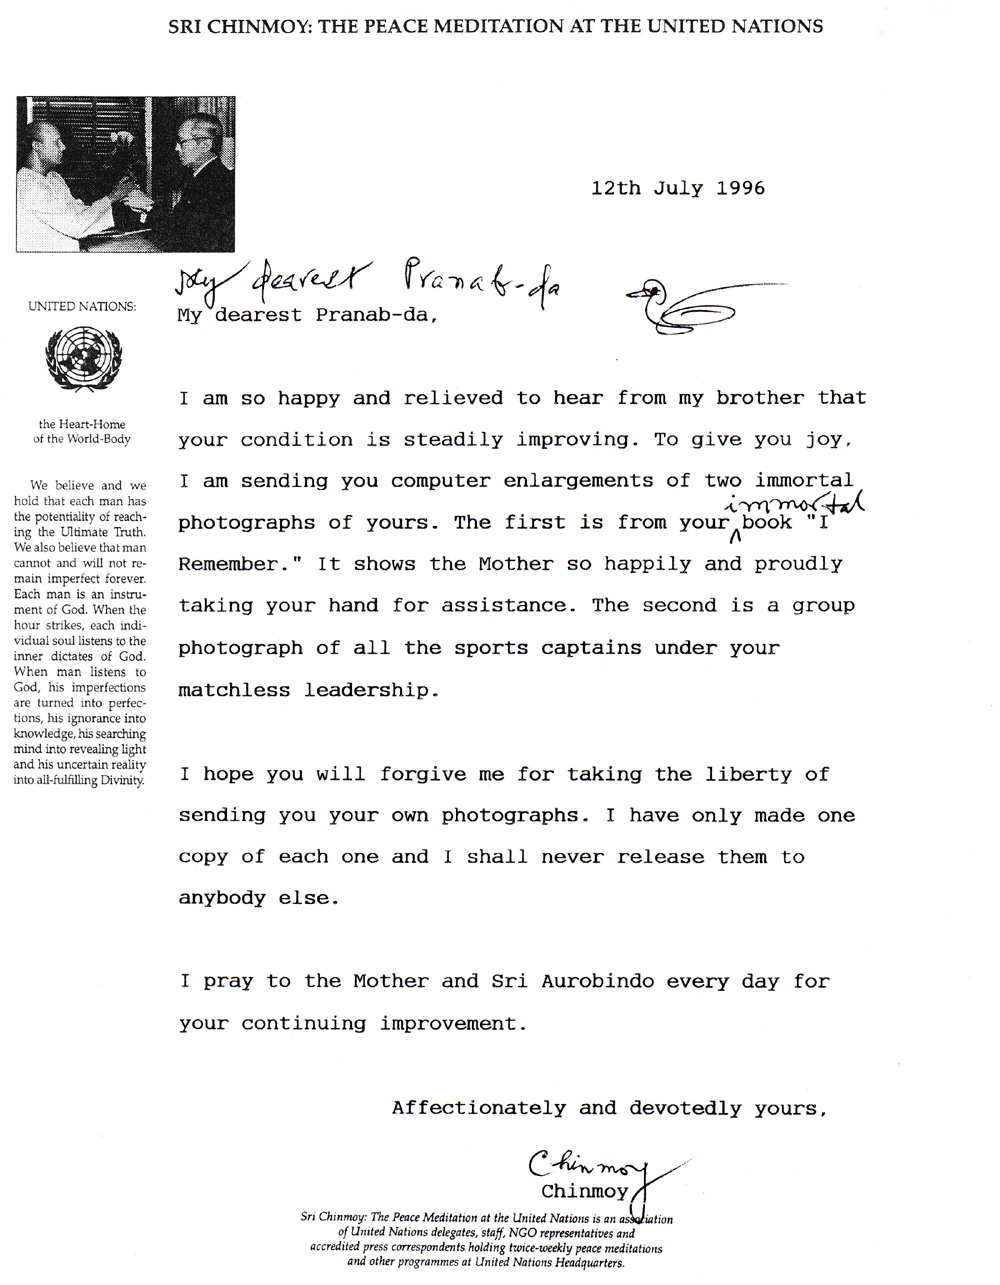 SRI CHINMOY: THE PEACE MEDITATION AT THE UNITED NATIONS
12th July 1996
My dearest Pranab-da
My dearest Pranab-da,
UNITED NATIONS:
the Heart-Home
of the World-Body
We believe and we
hold that each man has
the potentiality of reach-
ing the Ultimate Truth.
We also believe that man
cannot and will not re-
main imperfect forever.
Each man is an instru-
ment of God. When the
hour strikes, each indi-
vidual soul listens to the
inner dictates of God.
When man listens to
God, his imperfections
are turned into perfec-
tions, his ignorance into
knowledge, his searching
mind into revealing light
and his uncertain reality
into all-fulfilling Divinity.
I am so happy and relieved to hear from my brother that
your condition is steadily improving. To give you joy,
I am sending you computer enlargements of two immortal
immortal
photographs of yours. The first is from your book "I
Remember." It shows the Mother so happily and proudly
taking your hand for assistance. The second is a group
photograph of all the sports captains under your
matchless leadership.
I hope you will forgive me for taking the liberty of
sending you your own photographs. I have only made one
copy of each one and I shall never release them to
anybody else.
I pray to the Mother and Sri Aurobindo every day for
your continuing improvement.
Affectionately and devotedly yours,
Chinmoy
Chinmoy
Sri Chinmoy: The Peace Meditation at the United Nations is an association
of United Nations delegates, staff, NGO representatives and
accredited press correspondents holding twice-weekly peace meditations
and other programmes at United Nations Headquarters.